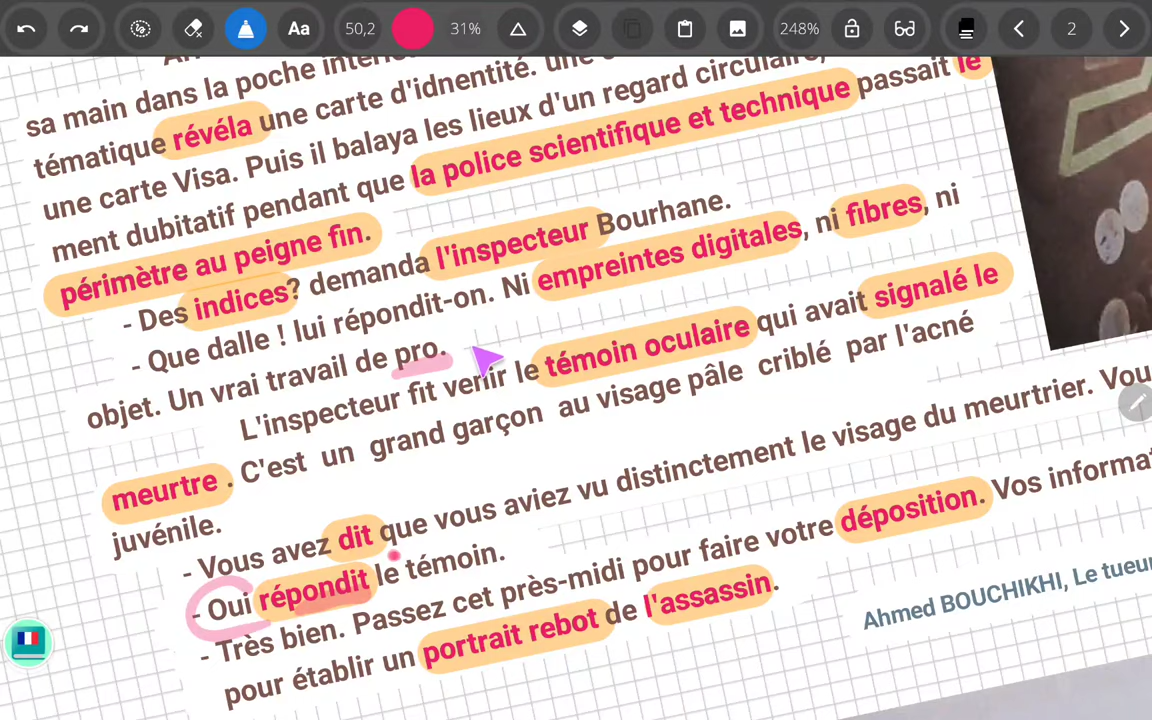 50,2
31%
248%
2
Aa
sa main dans la poche
tématique révéla une carte d'idnentité. une
une carte Visa. Puis il balaya les lieux d'un regard circulaire,
ment dubitatif pendant que la police scientifique et technique passait le
périmètre au peigne fin.
- Des indices? demanda l'inspecteur Bourhane.
- Que dalle ! lui répondit-on. Ni empreintes digitales, ni fibres, ni
objet. Un vrai travail de pro.
L'inspecteur fit venir le témoin oculaire qui avait signalé le
meurtre . C'est un grand garçon au visage pâle criblé par l'acné
juvénile.
- Vous avez dit que vous aviez vu distinctement le visage du meurtrier. Vou
- Oui répondit le témoin.
- Très bien. Passez cet près-midi pour faire votre déposition. Vos informat
pour établir un portrait rebot de l'assassin.
Ahmed BOUCHIKHI, Le tueur